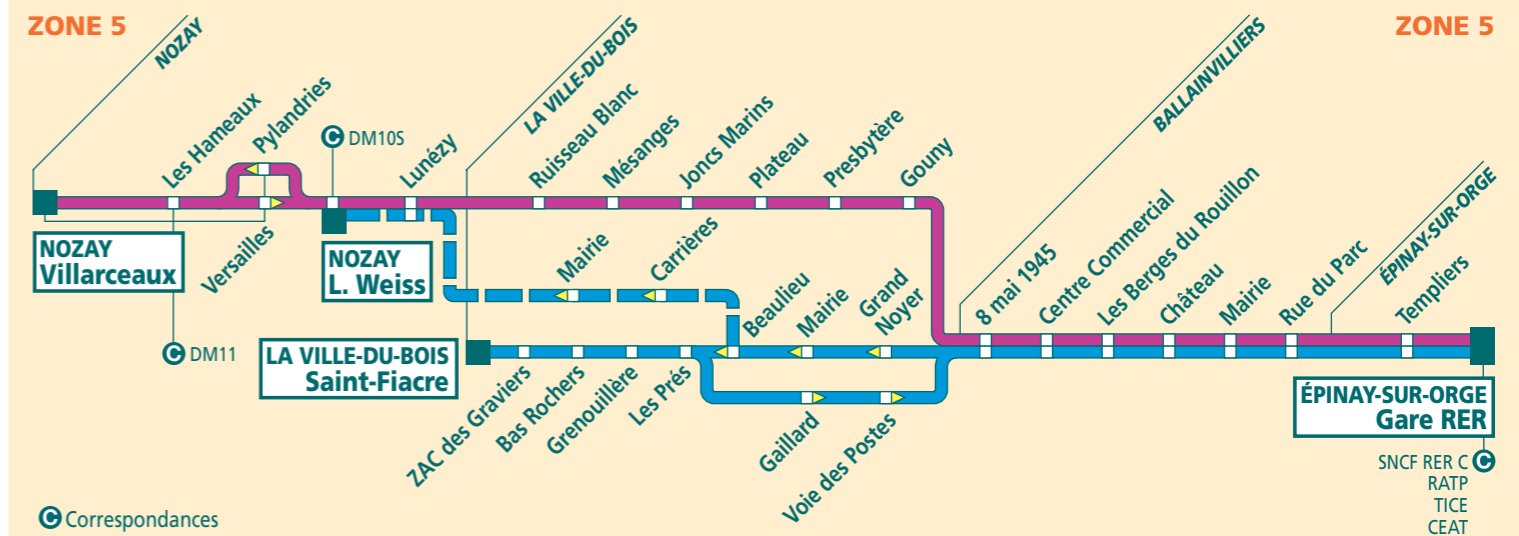 ZONE 5
ZONE 5
NOZAY
LA VILLE-DU-BOIS
BALLAINVILLIERS
ÉPINAY-SUR-ORGE
Les Hameaux
Pylandries
C DM10S
Lunézy
Ruisseau Blanc
Mésanges
Joncs Marins
Plateau
Presbytère
Gouny
NOZAY
Villarceaux
Versailles
NOZAY
L. Weiss
Mairie
Carrières
C DM11
LA VILLE-DU-BOIS
Saint-Fiacre
ZAC des Graviers
Bas Rochers
Grenouillère
Les Prés
Beaulieu
Mairie
Grand
Noyer
Gaillard
Voie des Postes
8 mai 1945
Centre Commercial
Les Berges du Rouillon
Château
Mairie
Rue du Parc
Templiers
ÉPINAY-SUR-ORGE
Gare RER
SNCF RER C C
RATP
TICE
CEAT
C Correspondances